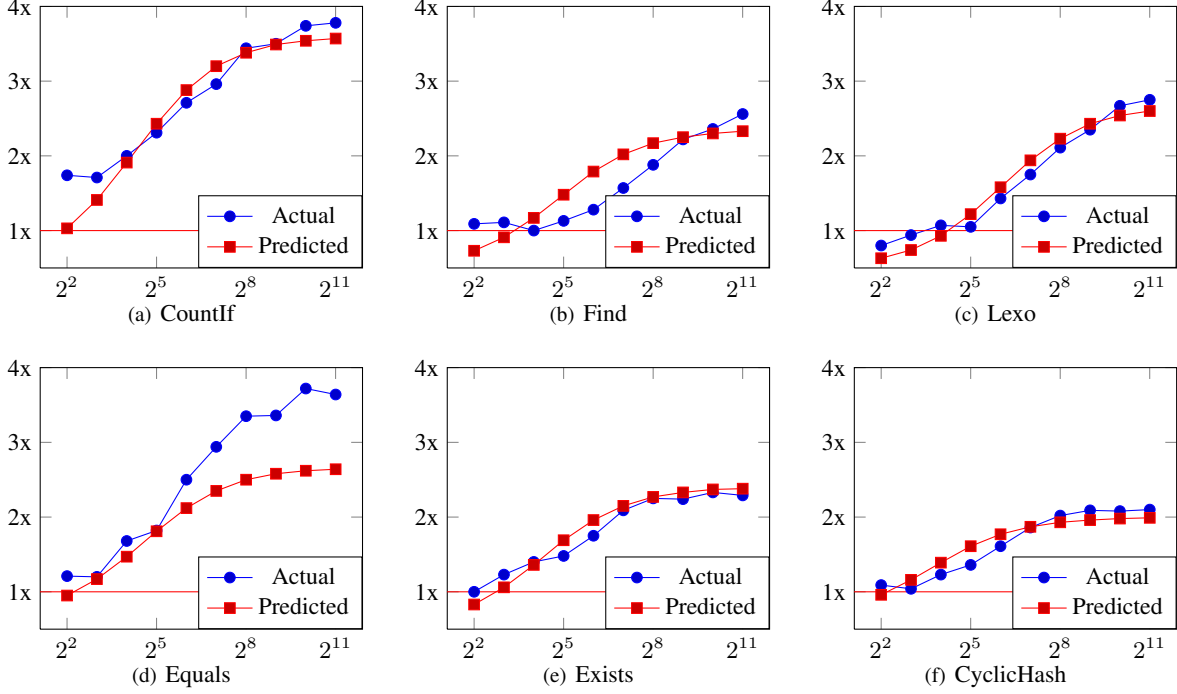 4x
3x
2x
1x
Actual
Predicted
2^2 2^5 2^8 2^11
(a) CountIf
4x
3x
2x
1x
Actual
Predicted
2^2 2^5 2^8 2^11
(b) Find
4x
3x
2x
1x
Actual
Predicted
2^2 2^5 2^8 2^11
(c) Lexo
4x
3x
2x
1x
Actual
Predicted
2^2 2^5 2^8 2^11
(d) Equals
4x
3x
2x
1x
Actual
Predicted
2^2 2^5 2^8 2^11
(e) Exists
4x
3x
2x
1x
Actual
Predicted
2^2 2^5 2^8 2^11
(f) CyclicHash